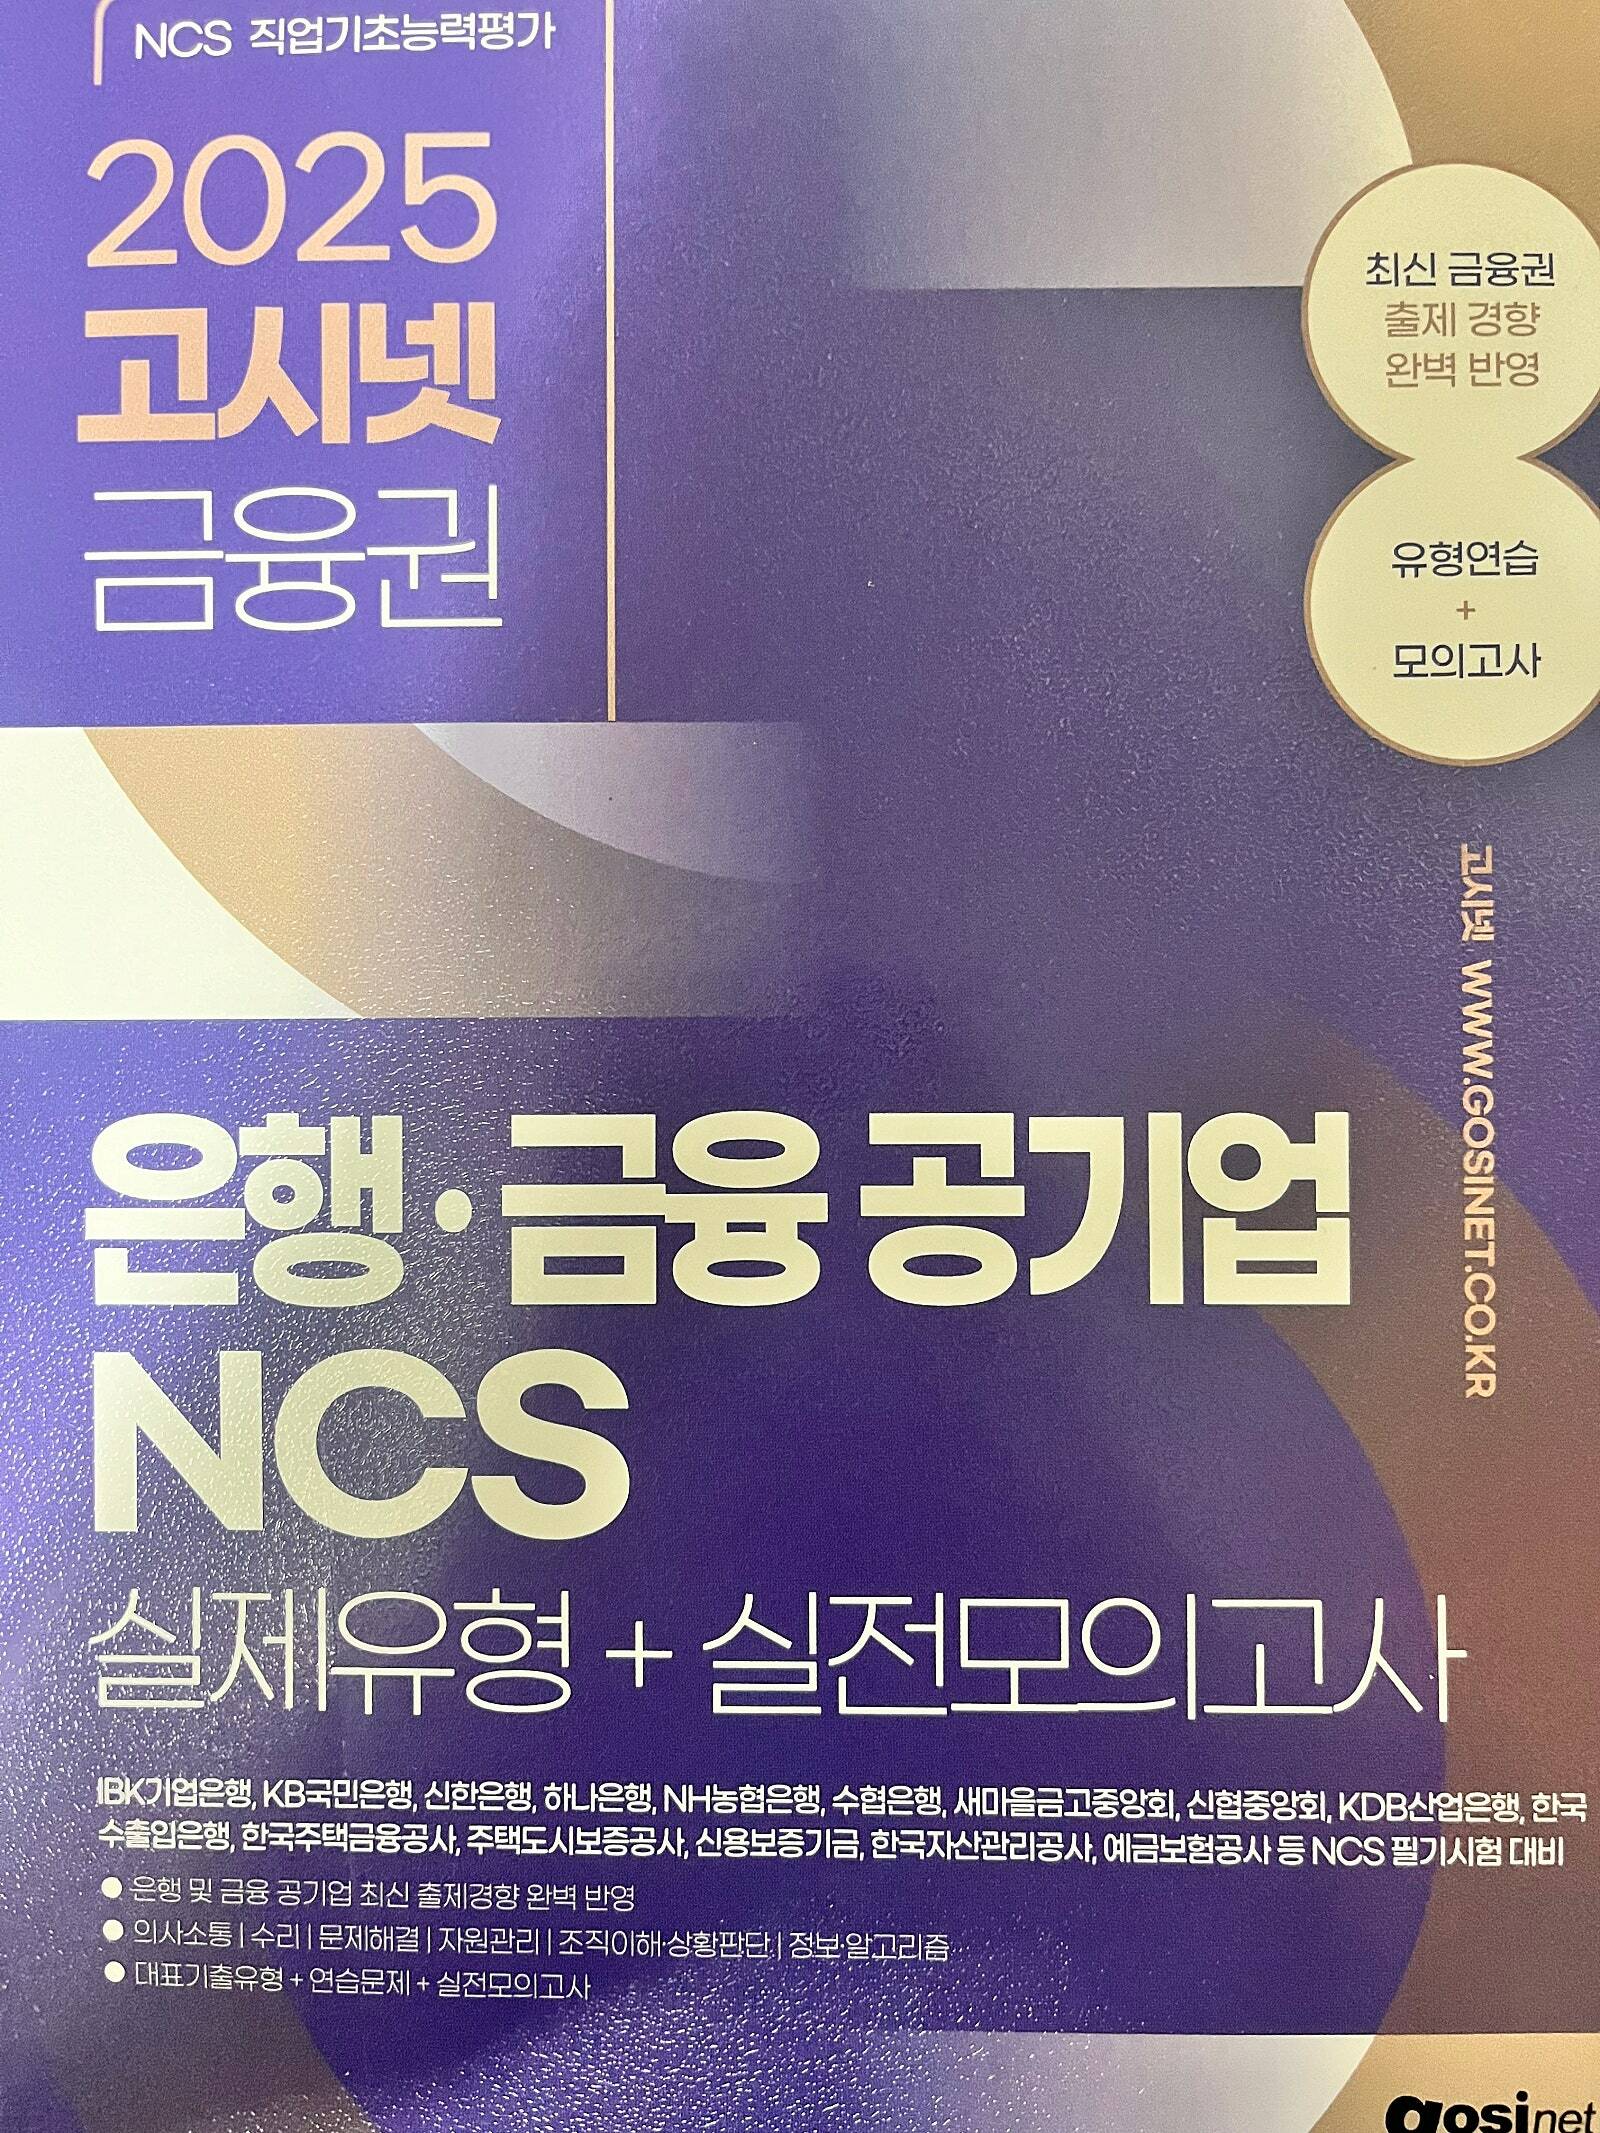 NCS 직업기초능력평가
2025
고시넷
금융권
최신 금융권
출제 경향
완벽 반영
유형연습
+
모의고사
고시넷 WWW.GOSINET.CO.KR
은행·금융 공기업
NCS
실제유형 + 실전모의고사
IBK기업은행, KB국민은행, 신한은행, 하나은행, NH농협은행, 수협은행, 새마을금고중앙회, 신협중앙회, KDB산업은행, 한국
수출입은행, 한국주택금융공사, 주택도시보증공사, 신용보증기금, 한국자산관리공사, 예금보험공사 등 NCS 필기시험 대비
● 은행 및 금융 공기업 최신 출제경향 완벽 반영
● 의사소통 | 수리 | 문제해결 | 자원관리 | 조직이해·상황판단 | 정보·알고리즘
● 대표기출유형 + 연습문제 + 실전모의고사
gosinet